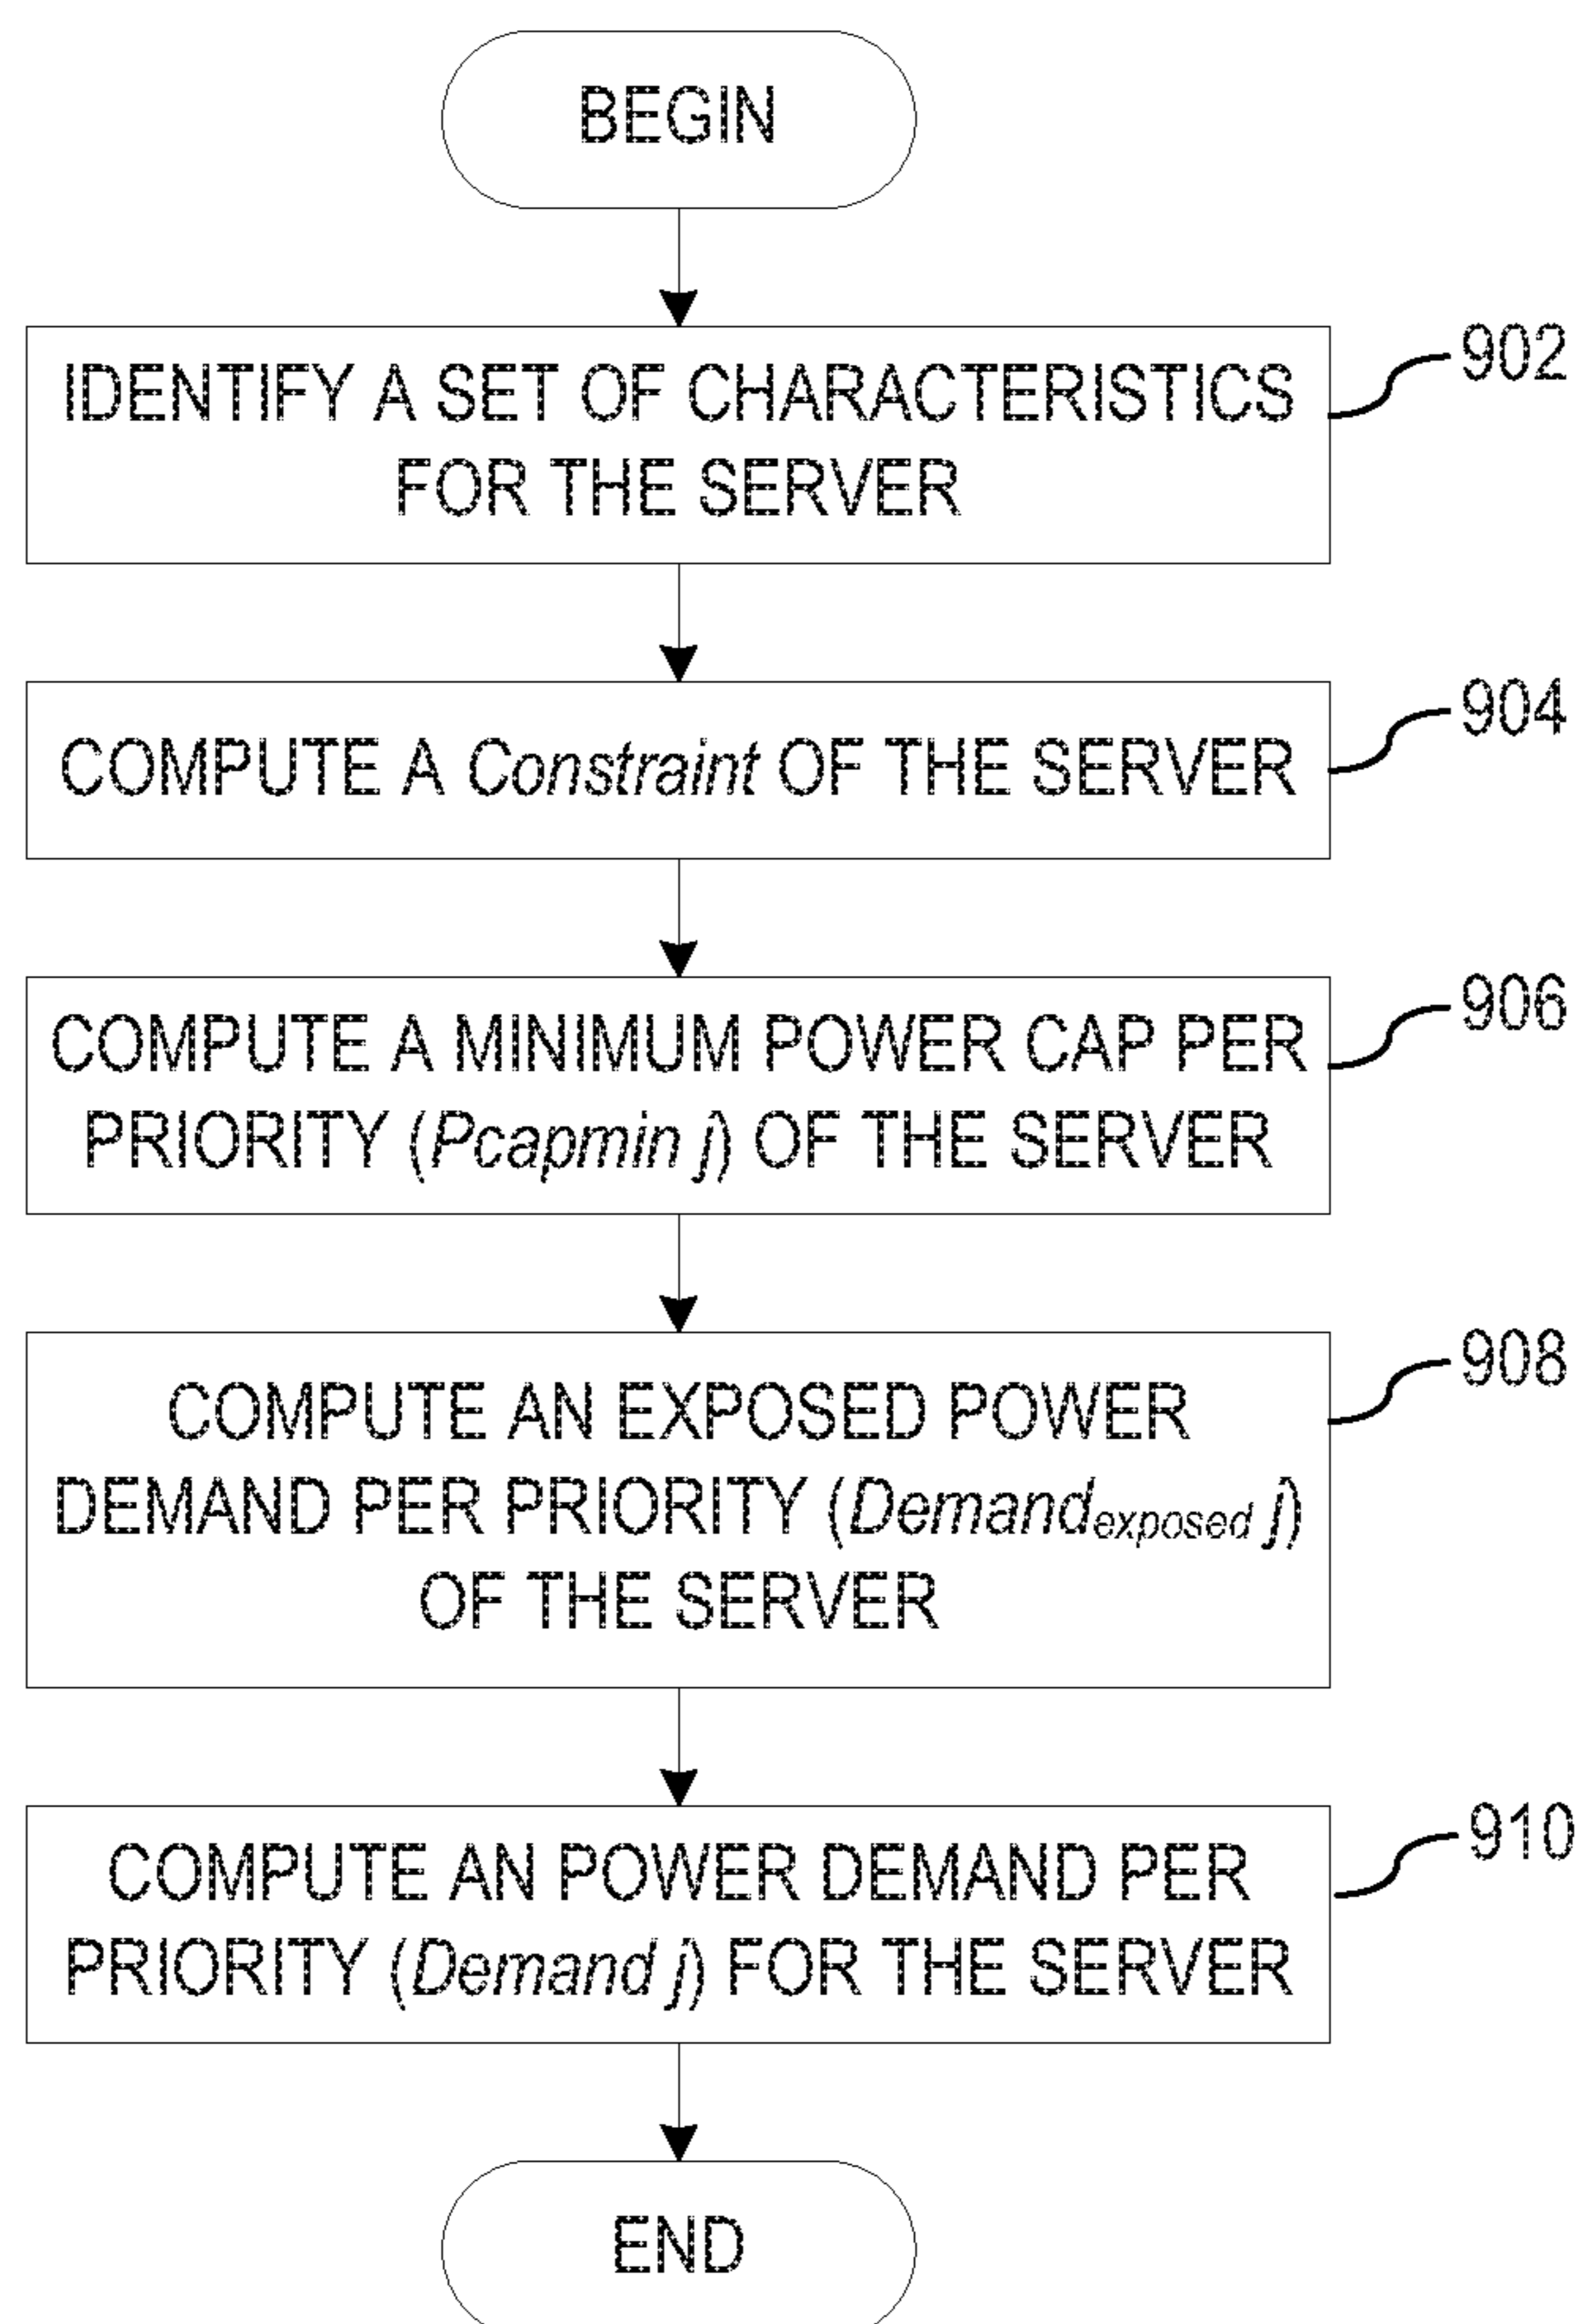 BEGIN
IDENTIFY A SET OF CHARACTERISTICS
FOR THE SERVER
902
COMPUTE A Constraint OF THE SERVER
904
COMPUTE A MINIMUM POWER CAP PER
PRIORITY (Pcapmin j) OF THE SERVER
906
COMPUTE AN EXPOSED POWER
DEMAND PER PRIORITY (Demandexposed j)
OF THE SERVER
908
COMPUTE AN POWER DEMAND PER
PRIORITY (Demand j) FOR THE SERVER
910
END